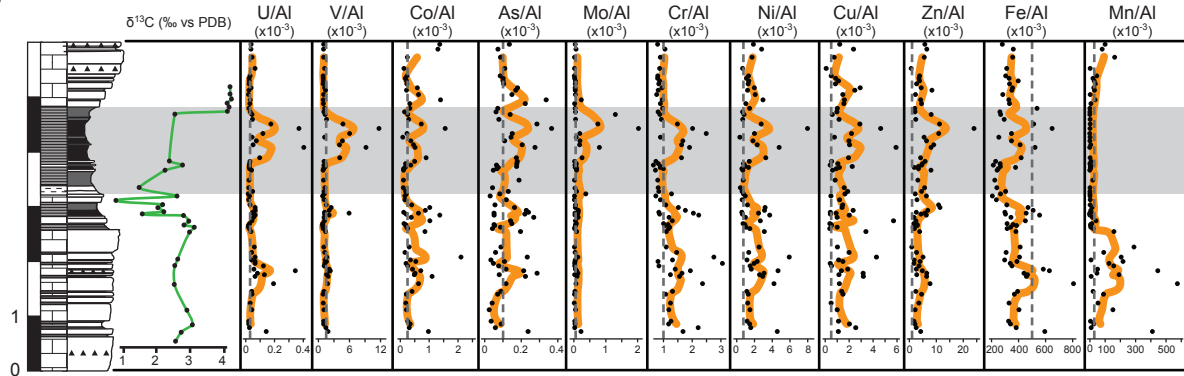 δ¹³C (‰ vs PDB) U/Al V/Al Co/Al As/Al Mo/Al Cr/Al Ni/Al Cu/Al Zn/Al Fe/Al Mn/Al
(x10⁻³) (x10⁻³) (x10⁻³) (x10⁻³) (x10⁻³) (x10⁻³) (x10⁻³) (x10⁻³) (x10⁻³) (x10⁻³) (x10⁻³)
1
0
1 2 3 4 0 0.2 0.4 0 6 12 0 1 2 0 0.2 0.4 0 1 2 0 1 2 3 0 2 4 6 8 0 2 4 6 0 10 20 200 400 600 800 0 100 300 500